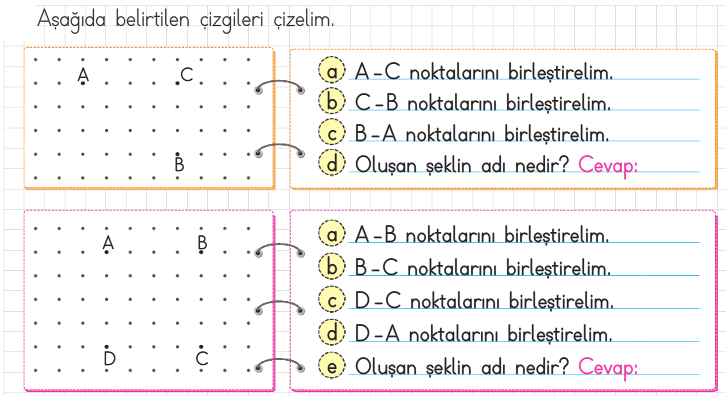 Aşağıda belirtilen çizgileri çizelim.
A
C
B
a A - C noktalarını birleştirelim.
b C - B noktalarını birleştirelim.
c B - A noktalarını birleştirelim.
d Oluşan şeklin adı nedir? Cevap:
A
B
D
C
a A - B noktalarını birleştirelim.
b B - C noktalarını birleştirelim.
c D - C noktalarını birleştirelim.
d D - A noktalarını birleştirelim.
e Oluşan şeklin adı nedir? Cevap: